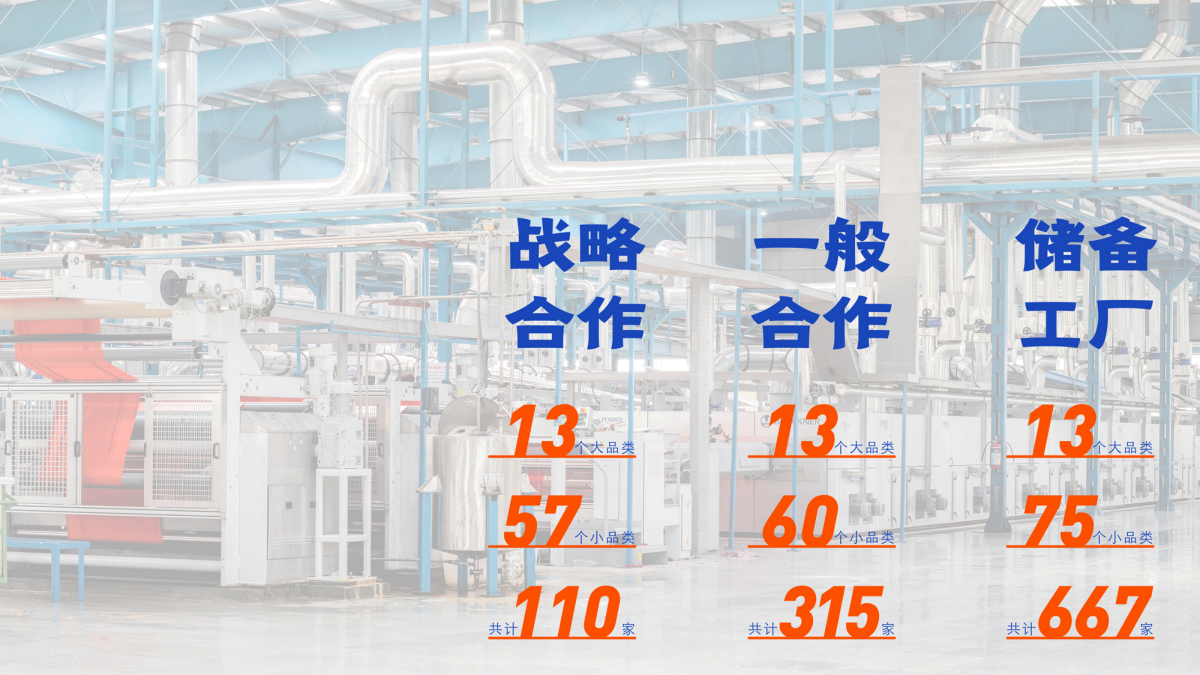 战略
合作
13个大品类
57个小品类
共计110家
一般
合作
13个大品类
60个小品类
共计315家
储备
工厂
13个大品类
75个小品类
共计667家
POWER